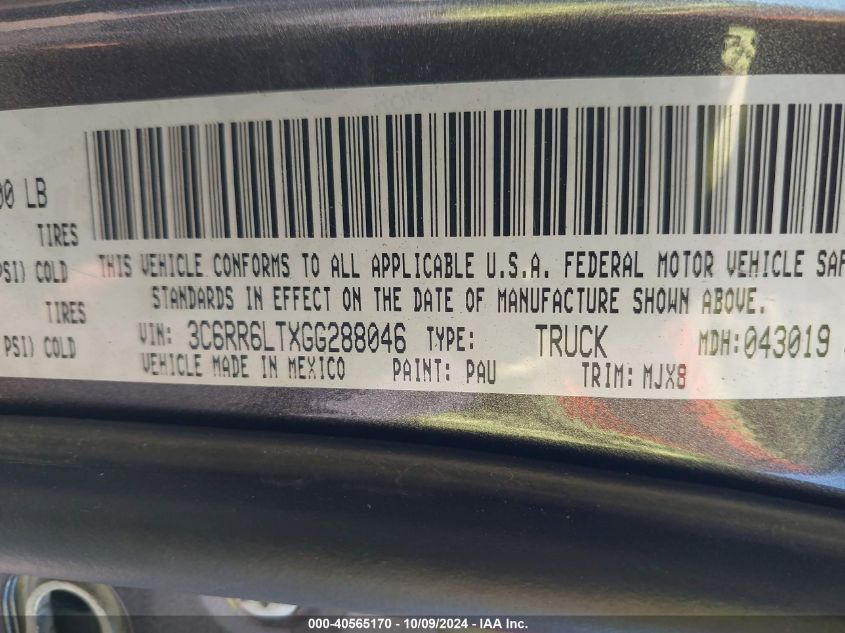 00 LB
TIRES
PSI) COLD
TIRES
PSI) COLD
THIS VEHICLE CONFORMS TO ALL APPLICABLE U.S.A. FEDERAL MOTOR VEHICLE SAF
STANDARDS IN EFFECT ON THE DATE OF MANUFACTURE SHOWN ABOVE.
VIN: 3C6RR6LTXGG288046 TYPE: TRUCK MDH: 043019
VEHICLE MADE IN MEXICO PAINT: PAU TRIM: MJX8
000-40565170 | 10/09/2024 - IAA Inc.